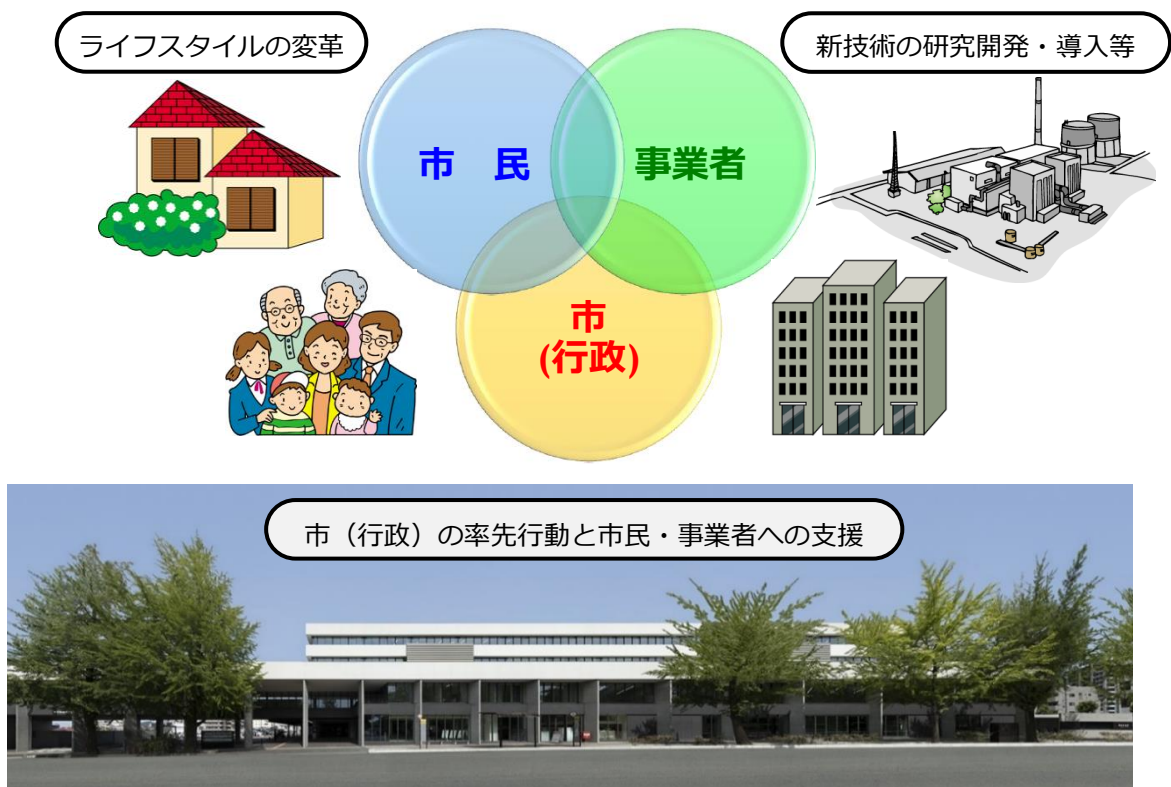 ライフスタイルの変革
新技術の研究開発・導入等
市　民
事業者
市
(行政)
市（行政）の率先行動と市民・事業者への支援